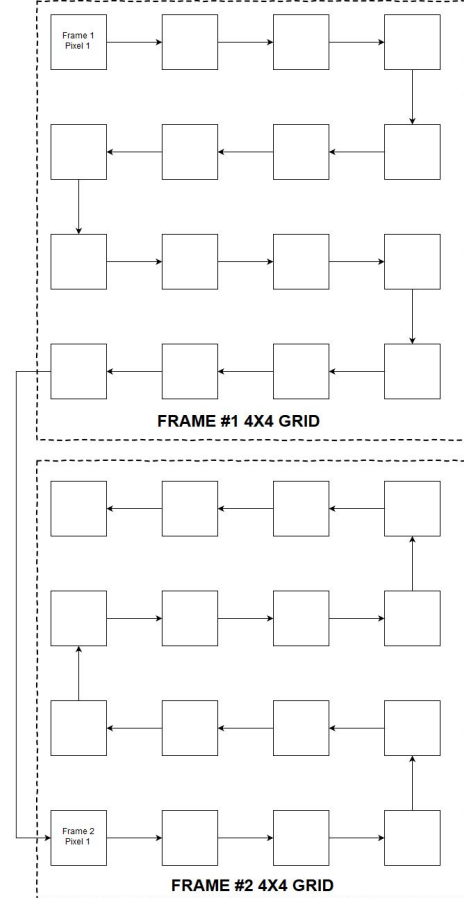 Frame 1
Pixel 1
FRAME #1 4X4 GRID
Frame 2
Pixel 1
FRAME #2 4X4 GRID